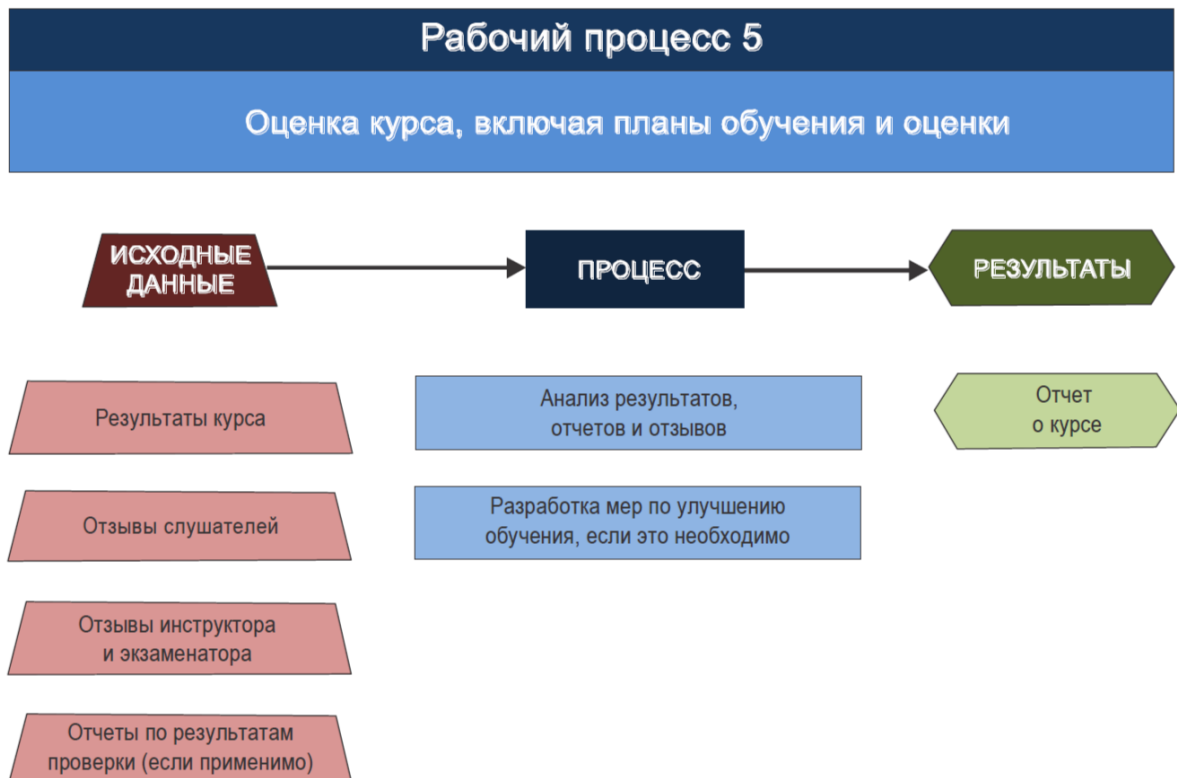 Рабочий процесс 5
Оценка курса, включая планы обучения и оценки
ИСХОДНЫЕ
ДАННЫЕ
ПРОЦЕСС
РЕЗУЛЬТАТЫ
Результаты курса
Отзывы слушателей
Отзывы инструктора
и экзаменатора
Отчеты по результатам
проверки (если применимо)
Анализ результатов,
отчетов и отзывов
Разработка мер по улучшению
обучения, если это необходимо
Отчет
о курсе